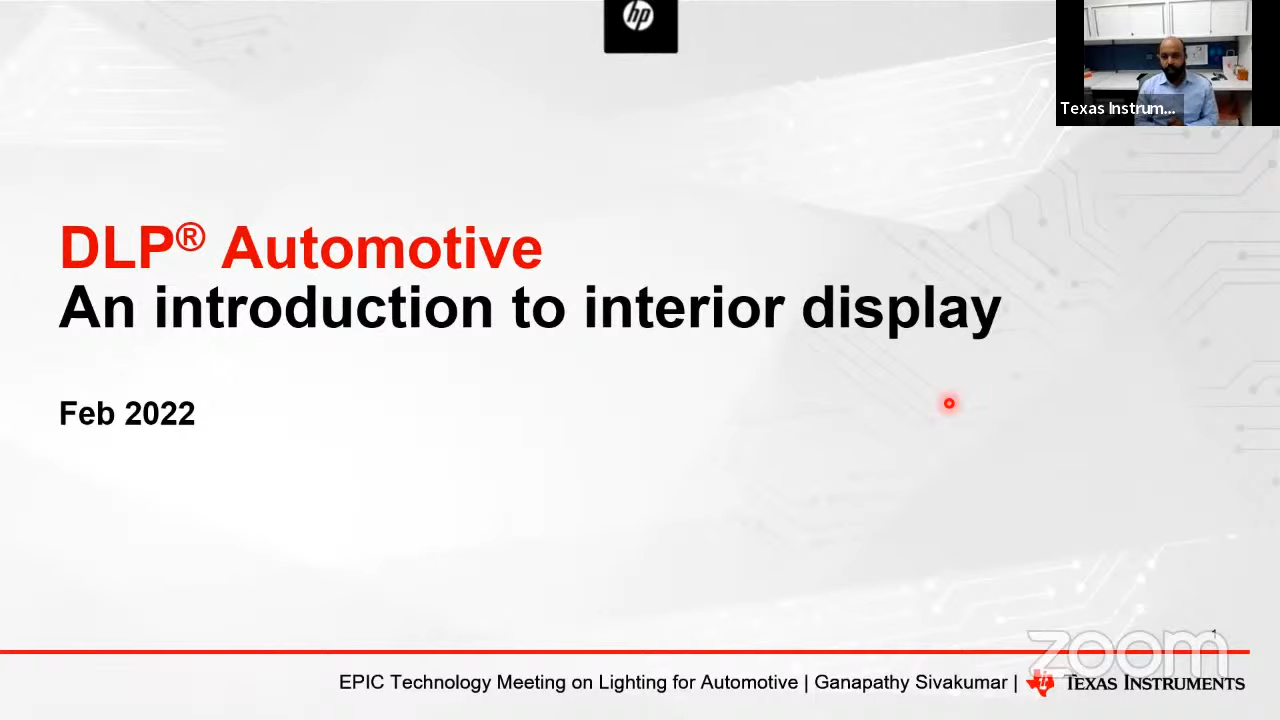 hp
Texas Instrum...
DLP® Automotive
An introduction to interior display
Feb 2022
1
zoom
EPIC Technology Meeting on Lighting for Automotive | Ganapathy Sivakumar | TEXAS INSTRUMENTS